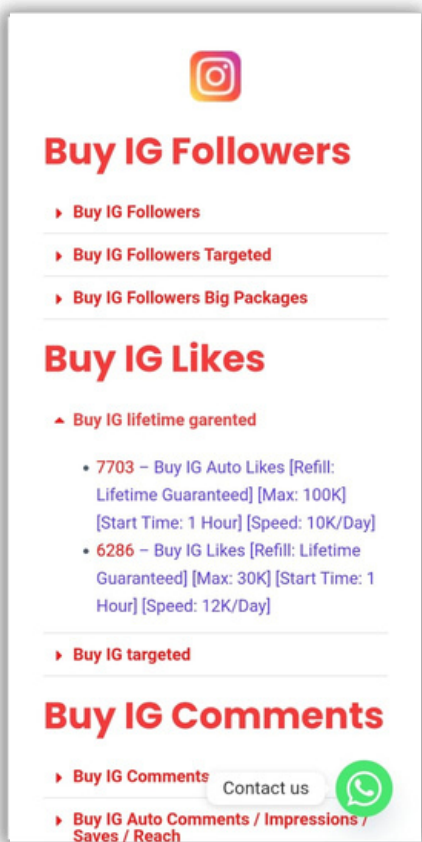 Buy IG Followers
Buy IG Followers
Buy IG Followers Targeted
Buy IG Followers Big Packages
Buy IG Likes
Buy IG lifetime garented
7703 – Buy IG Auto Likes [Refill:
Lifetime Guaranteed] [Max: 100K]
[Start Time: 1 Hour] [Speed: 10K/Day]
6286 – Buy IG Likes [Refill: Lifetime
Guaranteed] [Max: 30K] [Start Time: 1
Hour] [Speed: 12K/Day]
Buy IG targeted
Buy IG Comments
Buy IG Comments
Contact us
Buy IG Auto Comments / Impressions /
Saves / Reach